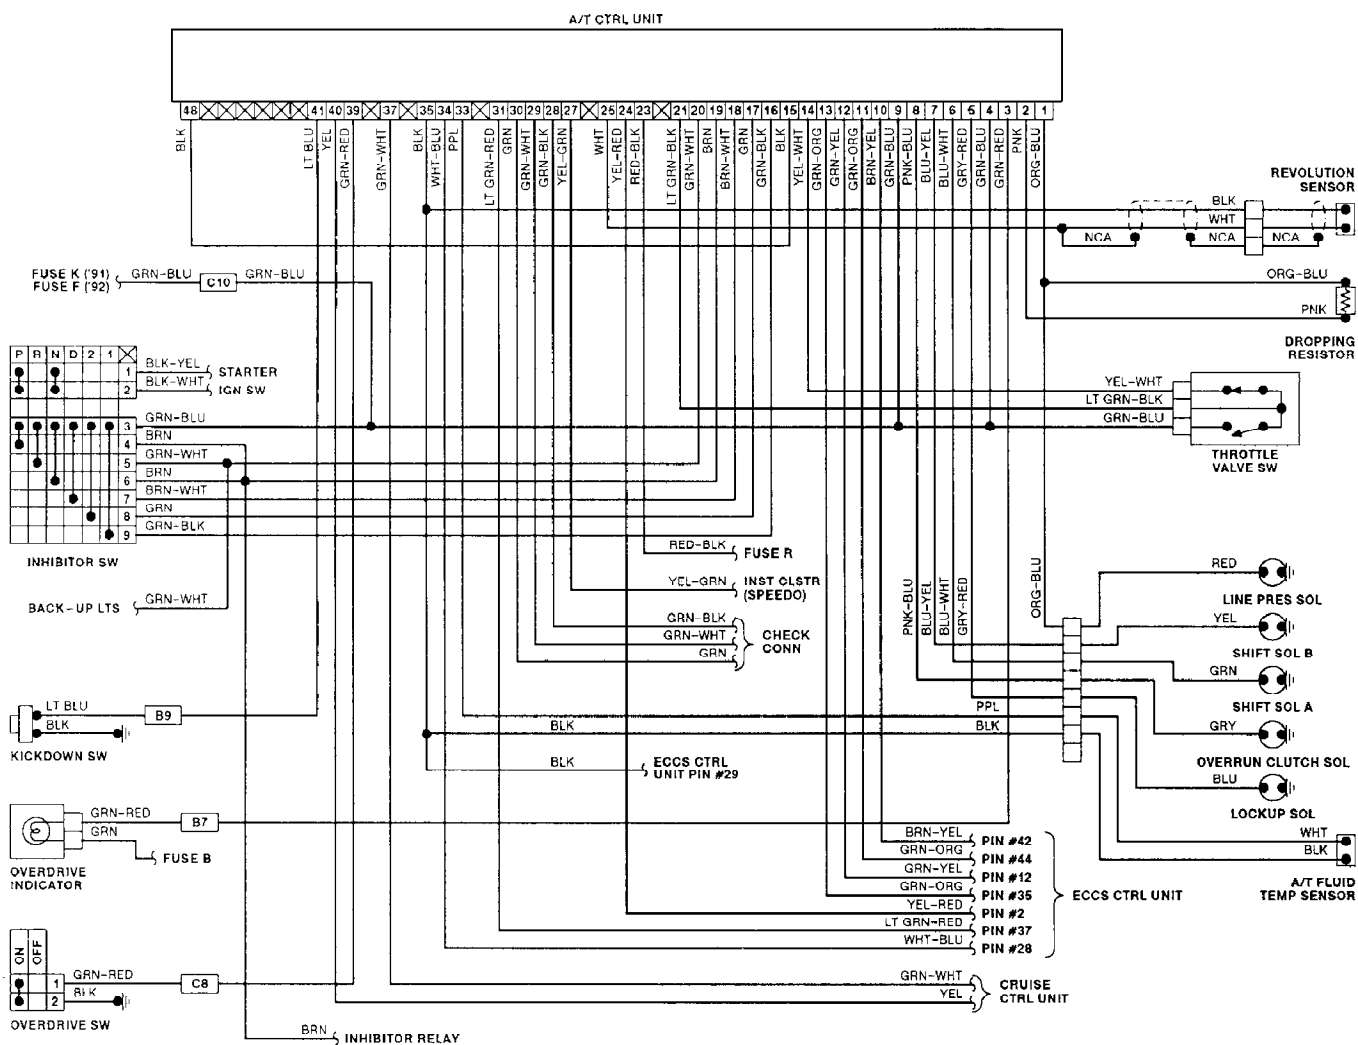 A/T CTRL UNIT
48 41 40 39 37 35 34 33 31 30 29 28 27 25 24 23 21 20 19 18 17 16 15 14 13 12 11 10 9 8 7 6 5 4 3 2 1
BLK
LT BLU
YEL
GRN-RED
GRN-WHT
BLK
WHT-BLU
PPL
LT GRN-RED
GRN
GRN-WHT
GRN-BLK
YEL-GRN
WHT
YEL-RED
RED-BLK
LT GRN-BLK
GRN-WHT
BRN
BRN-WHT
GRN
GRN-BLK
BLK
YEL-WHT
GRN-ORG
GRN-YEL
GRN-ORG
BRN-YEL
GRN-BLU
PNK-BLU
BLU-YEL
BLU-WHT
GRY-RED
GRN-BLU
GRN-RED
PNK
ORG-BLU
REVOLUTION
SENSOR
BLK
WHT
NCA NCA NCA
FUSE K ('91)
FUSE F ('92)
GRN-BLU C10 GRN-BLU
ORG-BLU
PNK
DROPPING
RESISTOR
P R N D 2 1
1 BLK-YEL STARTER
2 BLK-WHT IGN SW
3 GRN-BLU
4 BRN
5 GRN-WHT
6 BRN
7 BRN-WHT
8 GRN
9 GRN-BLK
INHIBITOR SW
YEL-WHT
LT GRN-BLK
GRN-BLU
THROTTLE
VALVE SW
BACK-UP LTS GRN-WHT
RED-BLK FUSE R
YEL-GRN INST CLSTR
(SPEEDO)
GRN-BLK
GRN-WHT
GRN
CHECK
CONN
PNK-BLU
BLU-YEL
BLU-WHT
GRY-RED
ORG-BLU
RED
LINE PRES SOL
YEL
SHIFT SOL B
GRN
SHIFT SOL A
GRY
OVERRUN CLUTCH SOL
BLU
LOCKUP SOL
PPL
BLK BLK
LT BLU B9
BLK
KICKDOWN SW
BLK ECCS CTRL
UNIT PIN #29
WHT
BLK
A/T FLUID
TEMP SENSOR
GRN-RED B7
GRN
FUSE B
OVERDRIVE
INDICATOR
BRN-YEL PIN #42
GRN-ORG PIN #44
GRN-YEL PIN #12
GRN-ORG PIN #35
YEL-RED PIN #2
LT GRN-RED PIN #37
WHT-BLU PIN #28
ECCS CTRL UNIT
ON OFF
1 GRN-RED C8
2 BLK
OVERDRIVE SW
GRN-WHT
YEL
CRUISE
CTRL UNIT
BRN INHIBITOR RELAY